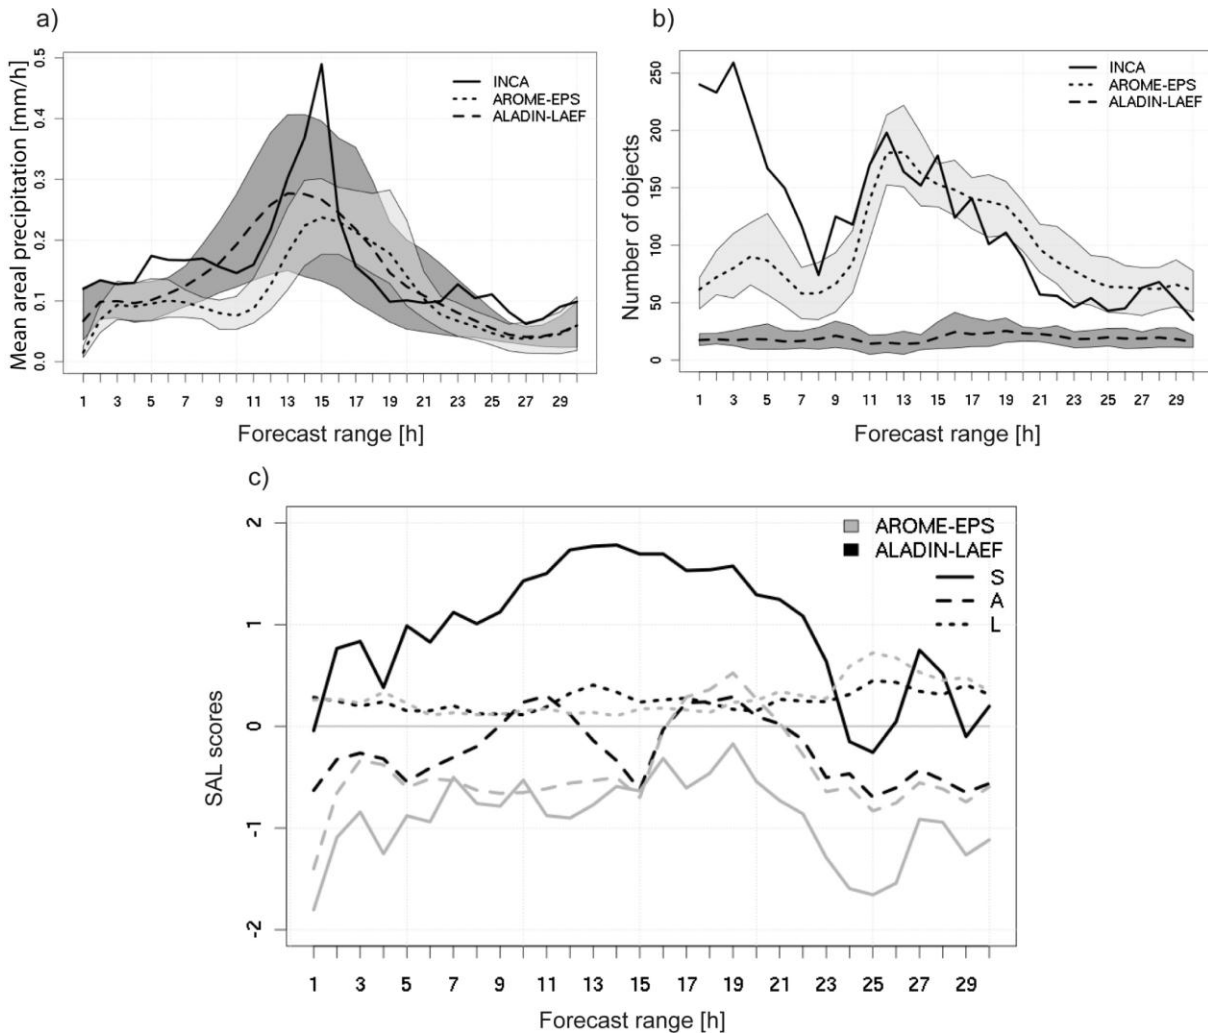 a)
Mean areal precipitation [mm/h]
0.5
0.4
0.3
0.2
0.1
0.0
INCA
AROME-EPS
ALADIN-LAEF
1 3 5 7 9 11 13 15 17 19 21 23 25 27 29
Forecast range [h]
b)
Number of objects
250
200
150
100
50
0
INCA
AROME-EPS
ALADIN-LAEF
1 3 5 7 9 11 13 15 17 19 21 23 25 27 29
Forecast range [h]
c)
SAL scores
2
1
0
-1
-2
AROME-EPS
ALADIN-LAEF
S
A
L
1 3 5 7 9 11 13 15 17 19 21 23 25 27 29
Forecast range [h]